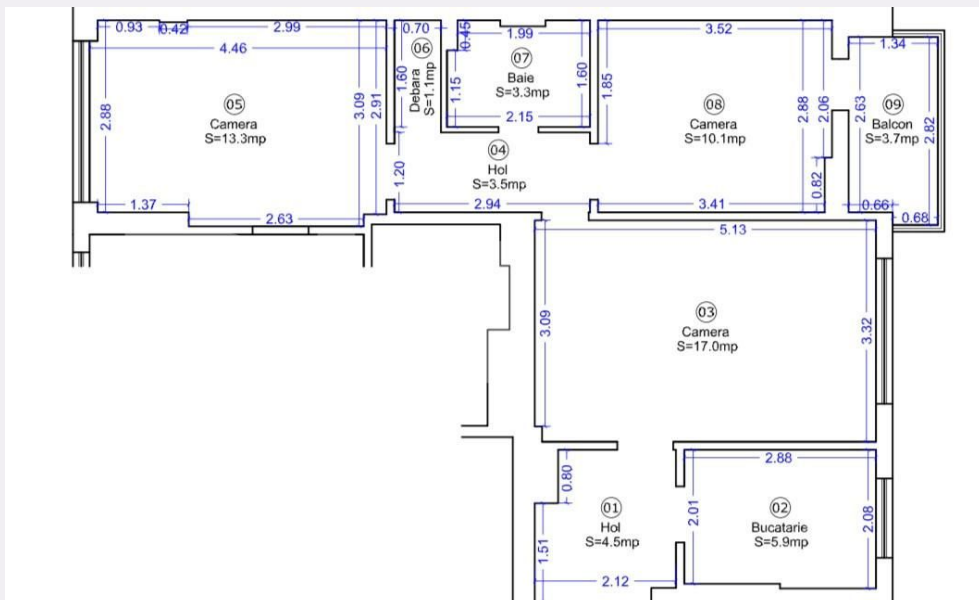 0.93
0.42
2.99
4.46
2.88
3.09
2.91
05
Camera
S=13.3mp
1.37
2.63
0.70
06
Debara
S=1.1mp
1.60
0.45
1.99
07
Baie
S=3.3mp
1.15
1.60
2.15
04
Hol
S=3.5mp
1.20
2.94
3.52
1.85
08
Camera
S=10.1mp
2.88
2.06
0.82
3.41
1.34
09
Balcon
S=3.7mp
2.63
2.82
0.66
0.68
5.13
3.09
03
Camera
S=17.0mp
3.32
0.80
01
Hol
S=4.5mp
1.51
2.12
2.88
2.01
02
Bucatarie
S=5.9mp
2.08